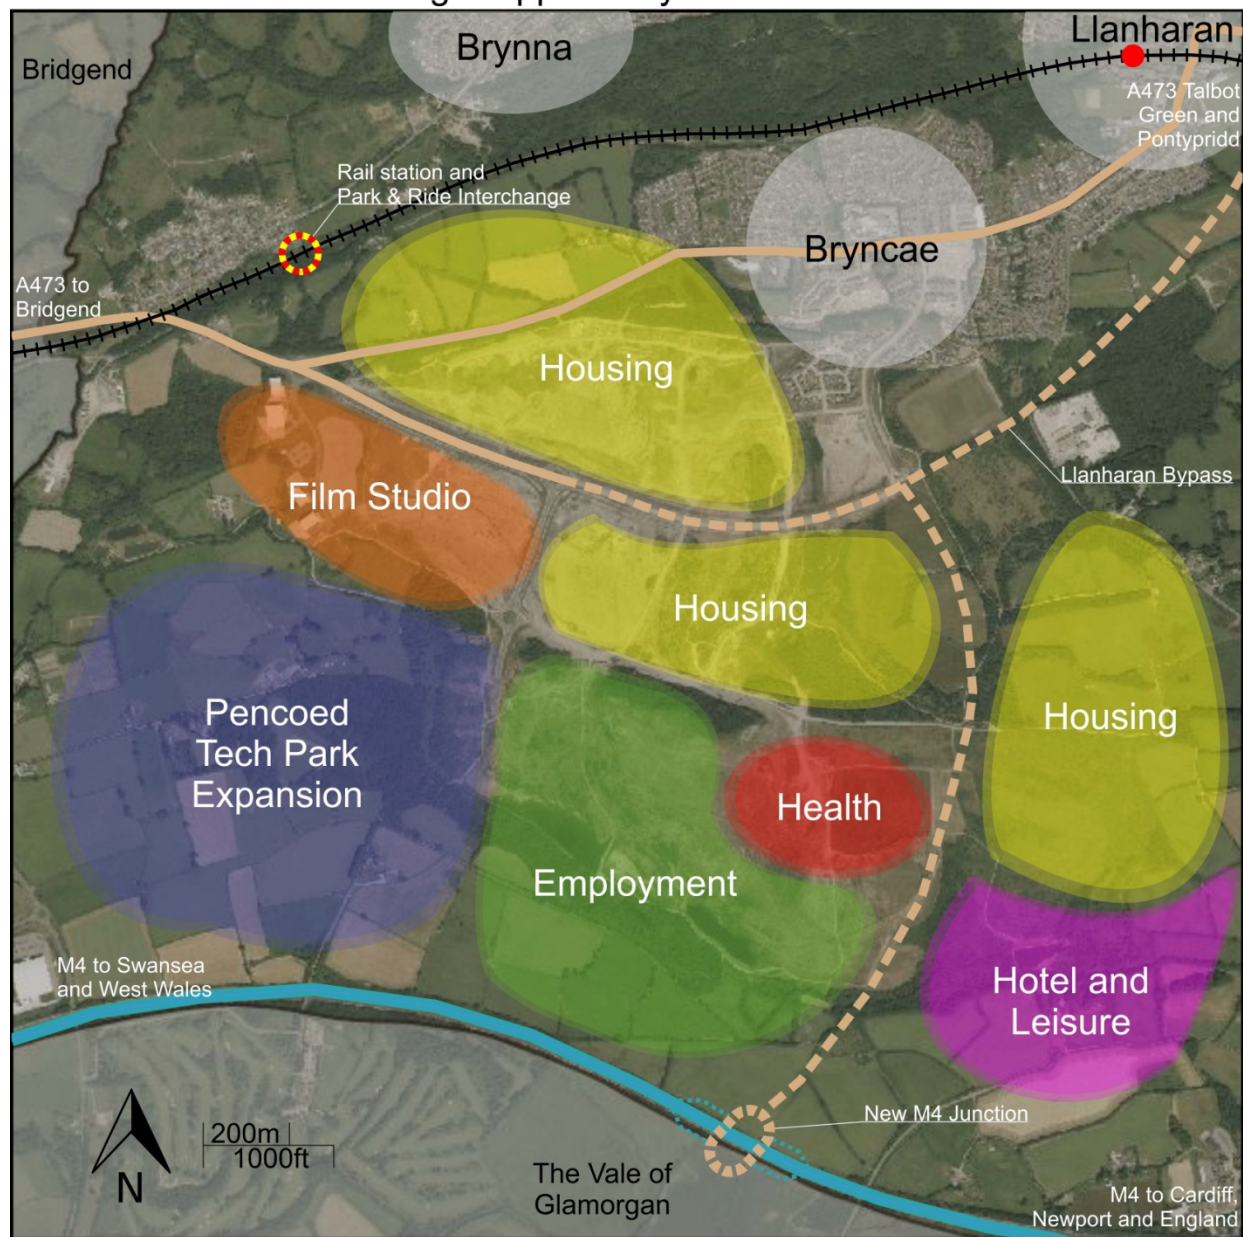 Brynna
Llanharan
Bridgend
A473 Talbot
Green and
Pontypridd
Rail station and
Park & Ride Interchange
Bryncae
A473 to
Bridgend
Housing
Llanharan Bypass
Film Studio
Housing
Pencoed
Tech Park
Expansion
Housing
Health
Employment
M4 to Swansea
and West Wales
Hotel and
Leisure
New M4 Junction
200m
1000ft
N
The Vale of
Glamorgan
M4 to Cardiff,
Newport and England